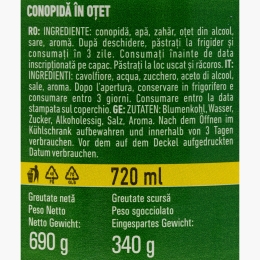 CONOPIDĂ ÎN OȚET
RO: INGREDIENTE: conopidă, apă, zahăr, oțet din alcool,
sare, aromă. După deschidere, păstrați la frigider și
consumați în 3 zile. Consumați înainte de data
inscripționată pe capac. Păstrați la loc uscat și răcoros. IT:
INGREDIENTI: cavolfiore, acqua, zucchero, aceto di alcool,
sale, aromo. Dopo l'apertura, conservare in frigorifero e
consumare entro 3 giorni. Consumare entro la data
stampata sul coperchio. GE: ZUTATEN: Blumenkohl, Wasser,
Zucker, Alkoholessig, Salz, Aroma. Nach dem Öffnen im
Kühlschrank aufbewahren und innerhalb von 3 Tagen
verbrauchen. Vor dem auf dem Deckel aufgedruckten
Datum verbrauchen.
720 ml
Greutate netă
Peso Netto
Netto Gewicht:
690 g
Greutate scursă
Peso sgocciolato
Eingespartes Gewicht:
340 g